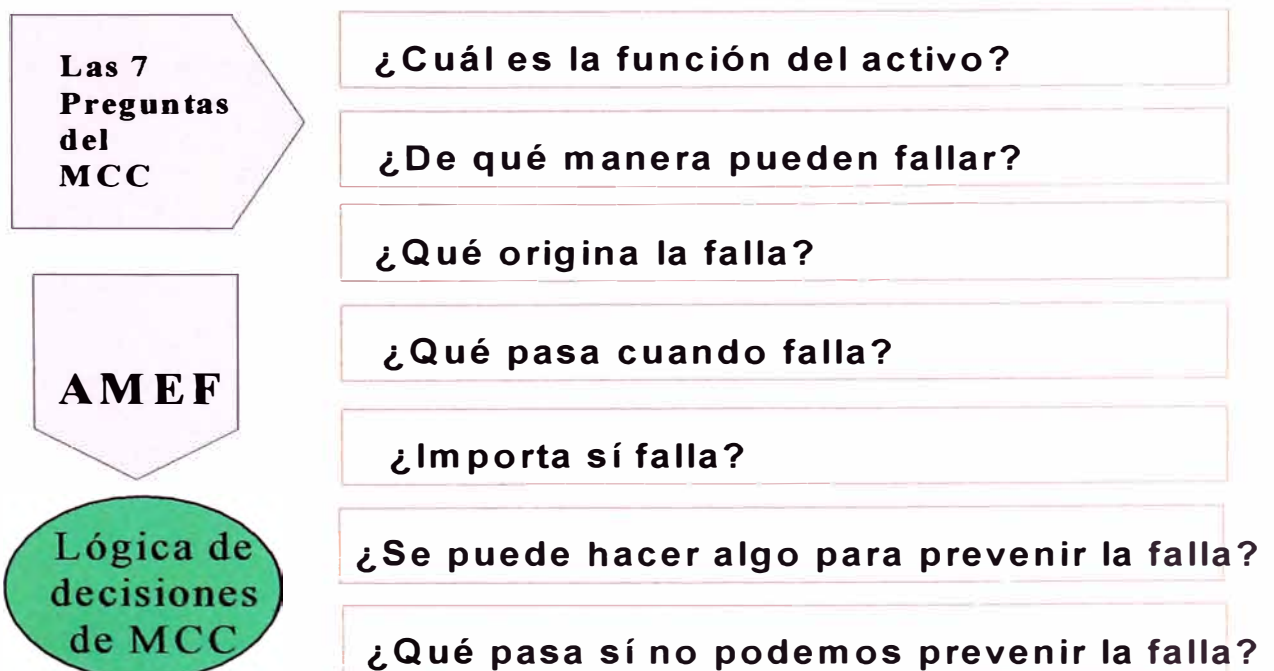 Las 7
Preguntas
del
MCC
¿Cuál es la función del activo?
¿De qué manera pueden fallar?
¿Qué origina la falla?
AMEF
¿Qué pasa cuando falla?
¿Importa sí falla?
Lógica de
decisiones
de MCC
¿Se puede hacer algo para prevenir la falla?
¿Qué pasa sí no podemos prevenir la falla?